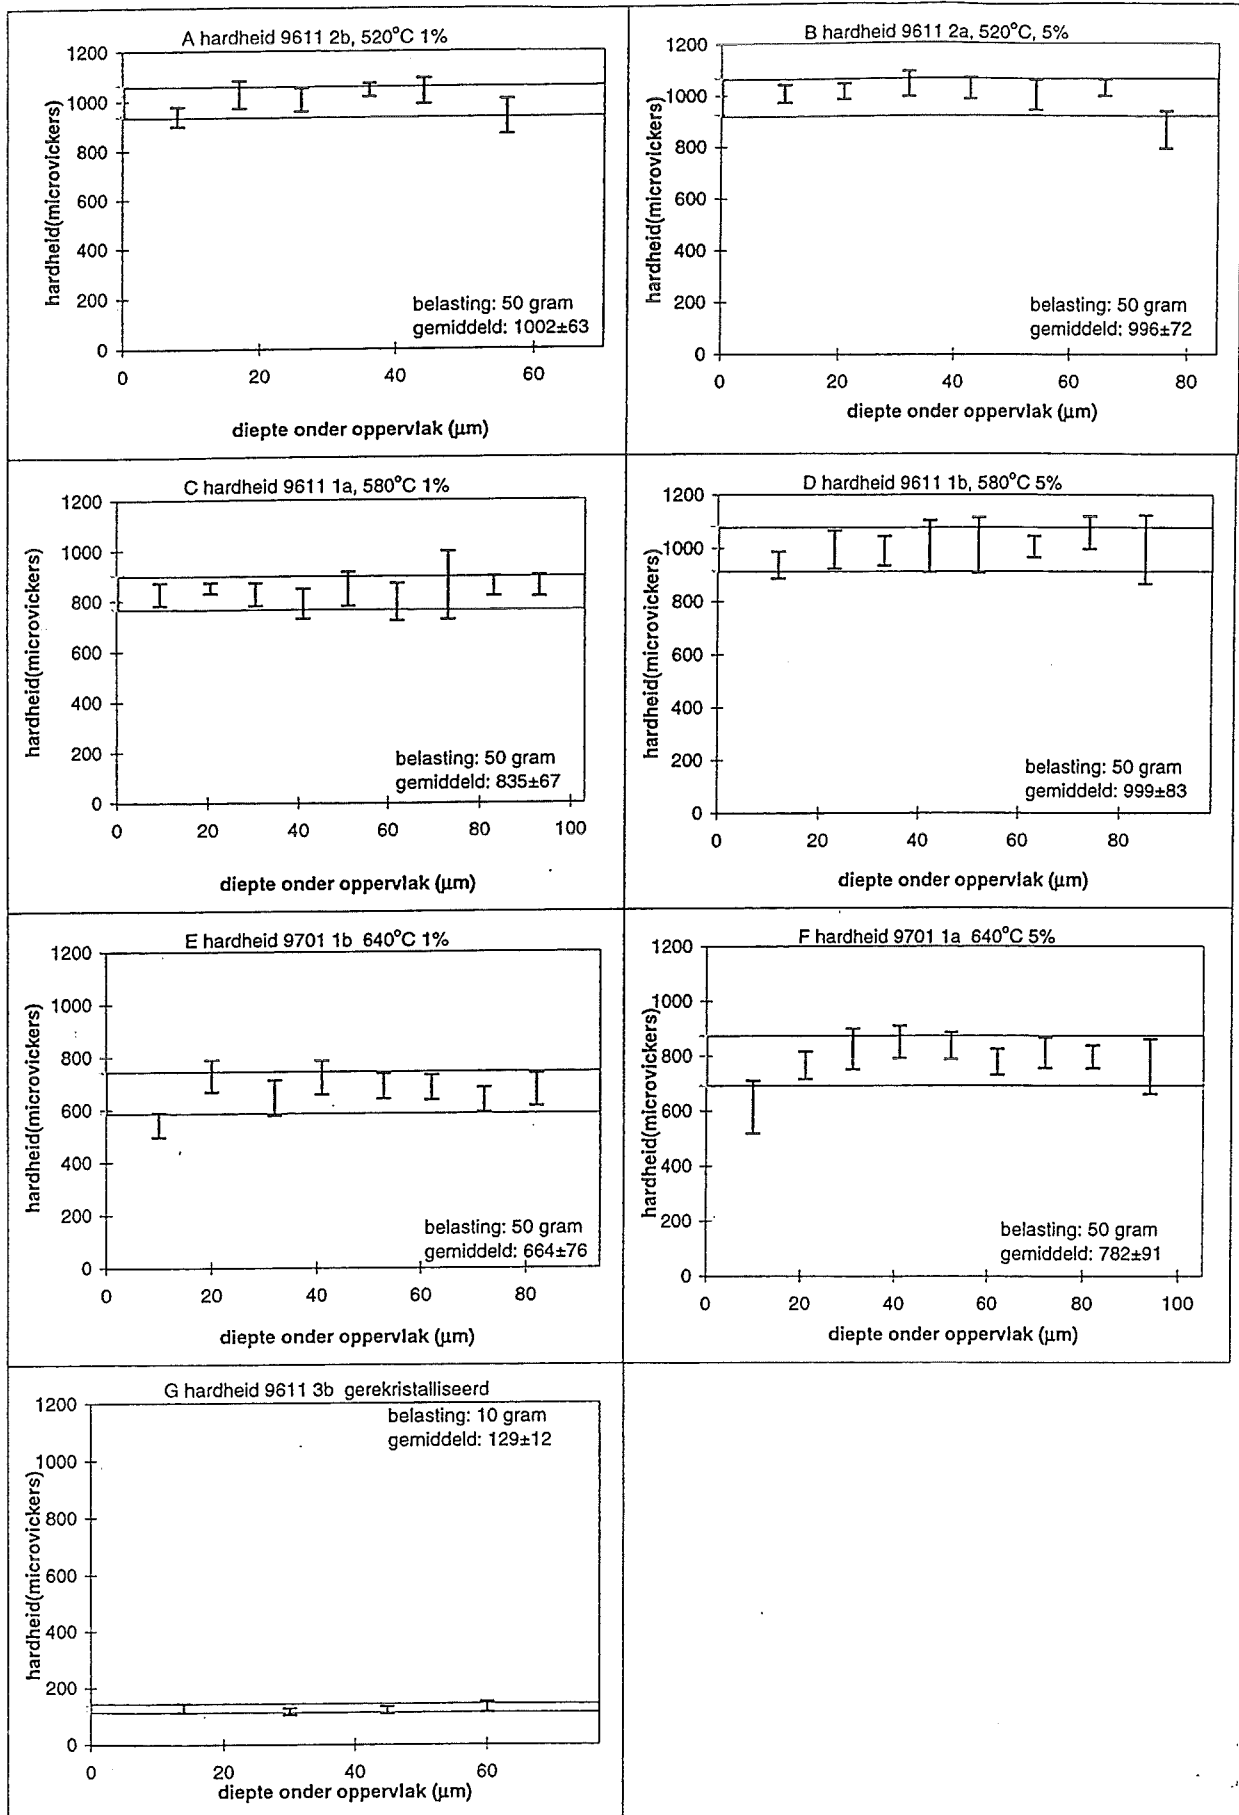 A hardheid 9611 2b, 520°C 1%
hardheid(microvickers)
1200
1000
800
600
400
200
0
belasting: 50 gram
gemiddeld: 1002±63
0 20 40 60
diepte onder oppervlak (µm)
B hardheid 9611 2a, 520°C, 5%
hardheid(microvickers)
1200
1000
800
600
400
200
0
belasting: 50 gram
gemiddeld: 996±72
0 20 40 60 80
diepte onder oppervlak (µm)
C hardheid 9611 1a, 580°C 1%
hardheid(microvickers)
1200
1000
800
600
400
200
0
belasting: 50 gram
gemiddeld: 835±67
0 20 40 60 80 100
diepte onder oppervlak (µm)
D hardheid 9611 1b, 580°C 5%
hardheid(microvickers)
1200
1000
800
600
400
200
0
belasting: 50 gram
gemiddeld: 999±83
0 20 40 60 80
diepte onder oppervlak (µm)
E hardheid 9701 1b 640°C 1%
hardheid(microvickers)
1200
1000
800
600
400
200
0
belasting: 50 gram
gemiddeld: 664±76
0 20 40 60 80
diepte onder oppervlak (µm)
F hardheid 9701 1a 640°C 5%
hardheid(microvickers)
1200
1000
800
600
400
200
0
belasting: 50 gram
gemiddeld: 782±91
0 20 40 60 80 100
diepte onder oppervlak (µm)
G hardheid 9611 3b gerekristalliseerd
hardheid(microvickers)
1200
1000
800
600
400
200
0
belasting: 10 gram
gemiddeld: 129±12
0 20 40 60
diepte onder oppervlak (µm)